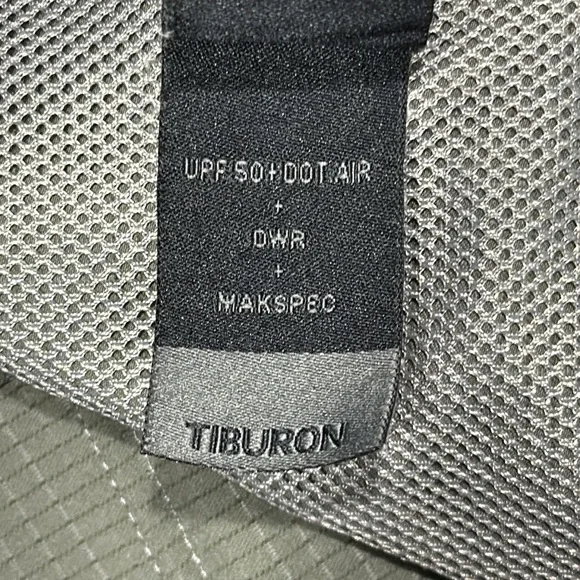 UPF 50+ DOT.AIR
+
DWR
+
MAKSPEC
TIBURON